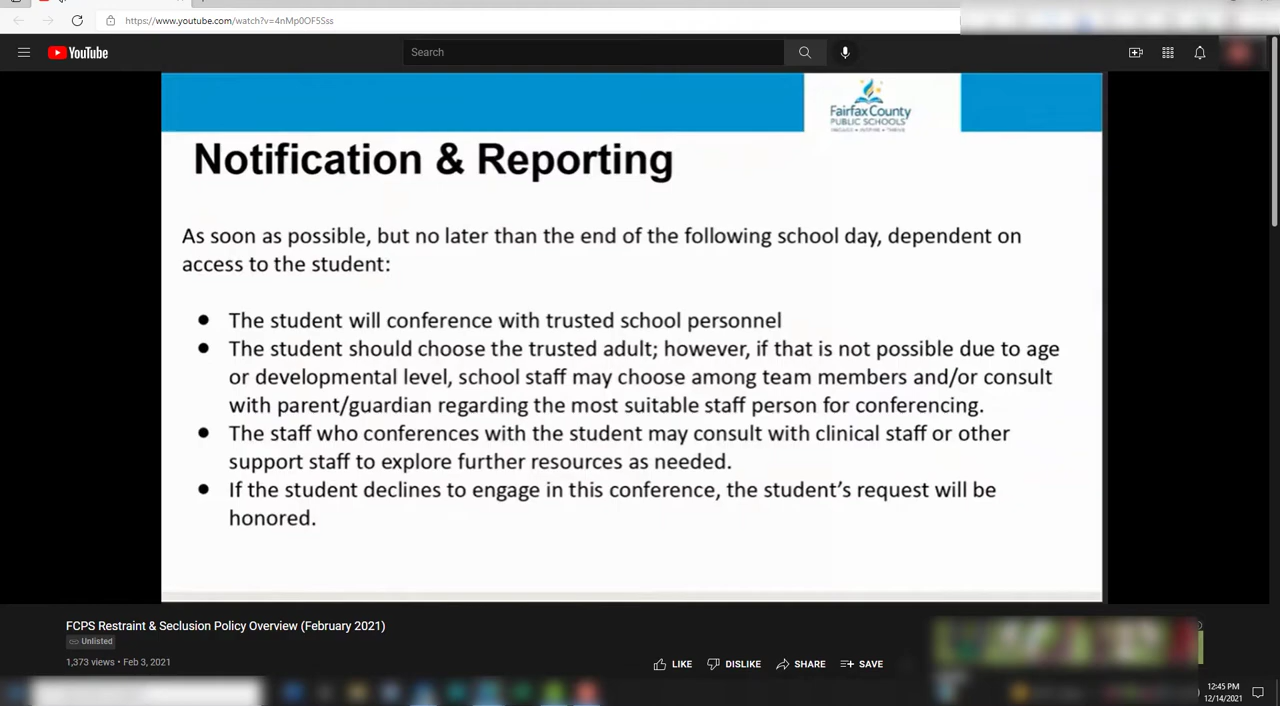 https://www.youtube.com/watch?v=4nMp0OF5Sss
YouTube
Search
Fairfax County
PUBLIC SCHOOLS
ENGAGE • INSPIRE • THRIVE
Notification & Reporting
As soon as possible, but no later than the end of the following school day, dependent on
access to the student:
● The student will conference with trusted school personnel
● The student should choose the trusted adult; however, if that is not possible due to age
or developmental level, school staff may choose among team members and/or consult
with parent/guardian regarding the most suitable staff person for conferencing.
● The staff who conferences with the student may consult with clinical staff or other
support staff to explore further resources as needed.
● If the student declines to engage in this conference, the student’s request will be
honored.
FCPS Restraint & Seclusion Policy Overview (February 2021)
Unlisted
1,373 views • Feb 3, 2021
LIKE DISLIKE SHARE SAVE
12:45 PM
12/14/2021